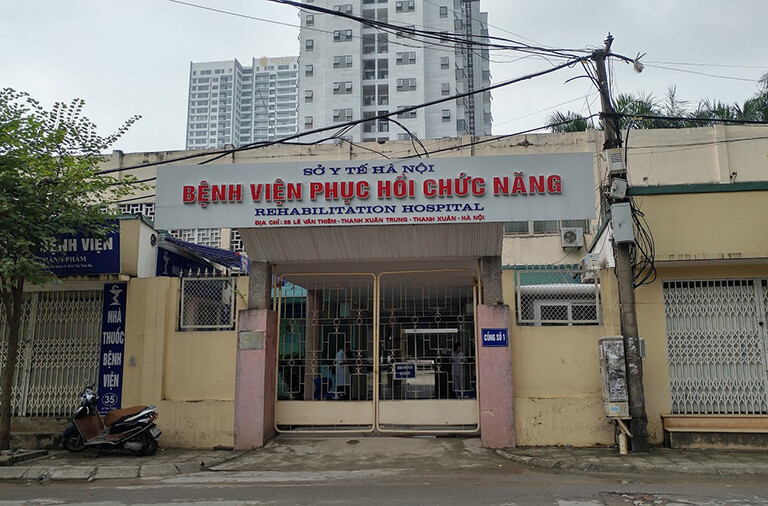 SỞ Y TẾ HÀ NỘI
BỆNH VIỆN PHỤC HỒI CHỨC NĂNG
REHABILITATION HOSPITAL
ĐỊA CHỈ : 35 LÊ VĂN THIÊM - THANH XUÂN TRUNG - THANH XUÂN - HÀ NỘI
BỆNH VIỆN
NHÀ
THUỐC
BỆNH
VIỆN
35
CỔNG SỐ 1